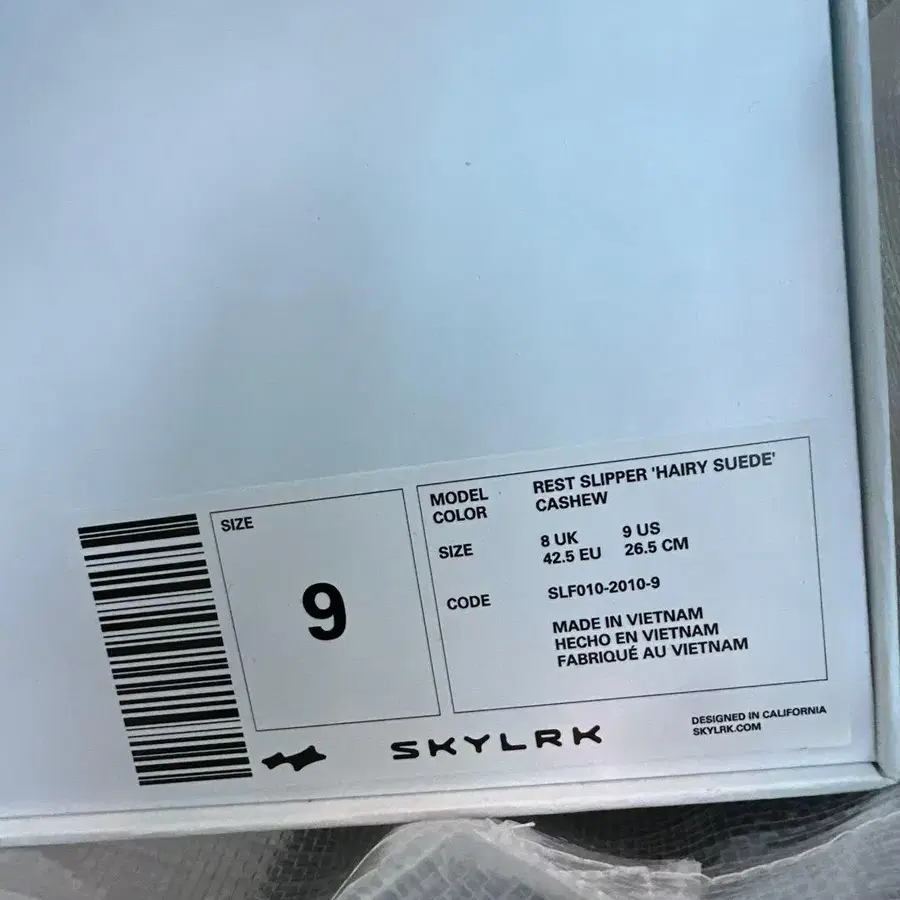 SIZE
9
MODEL REST SLIPPER 'HAIRY SUEDE'
COLOR CASHEW
SIZE 8 UK 9 US
42.5 EU 26.5 CM
CODE SLF010-2010-9
MADE IN VIETNAM
HECHO EN VIETNAM
FABRIQUÉ AU VIETNAM
SKYLRK
DESIGNED IN CALIFORNIA
SKYLRK.COM